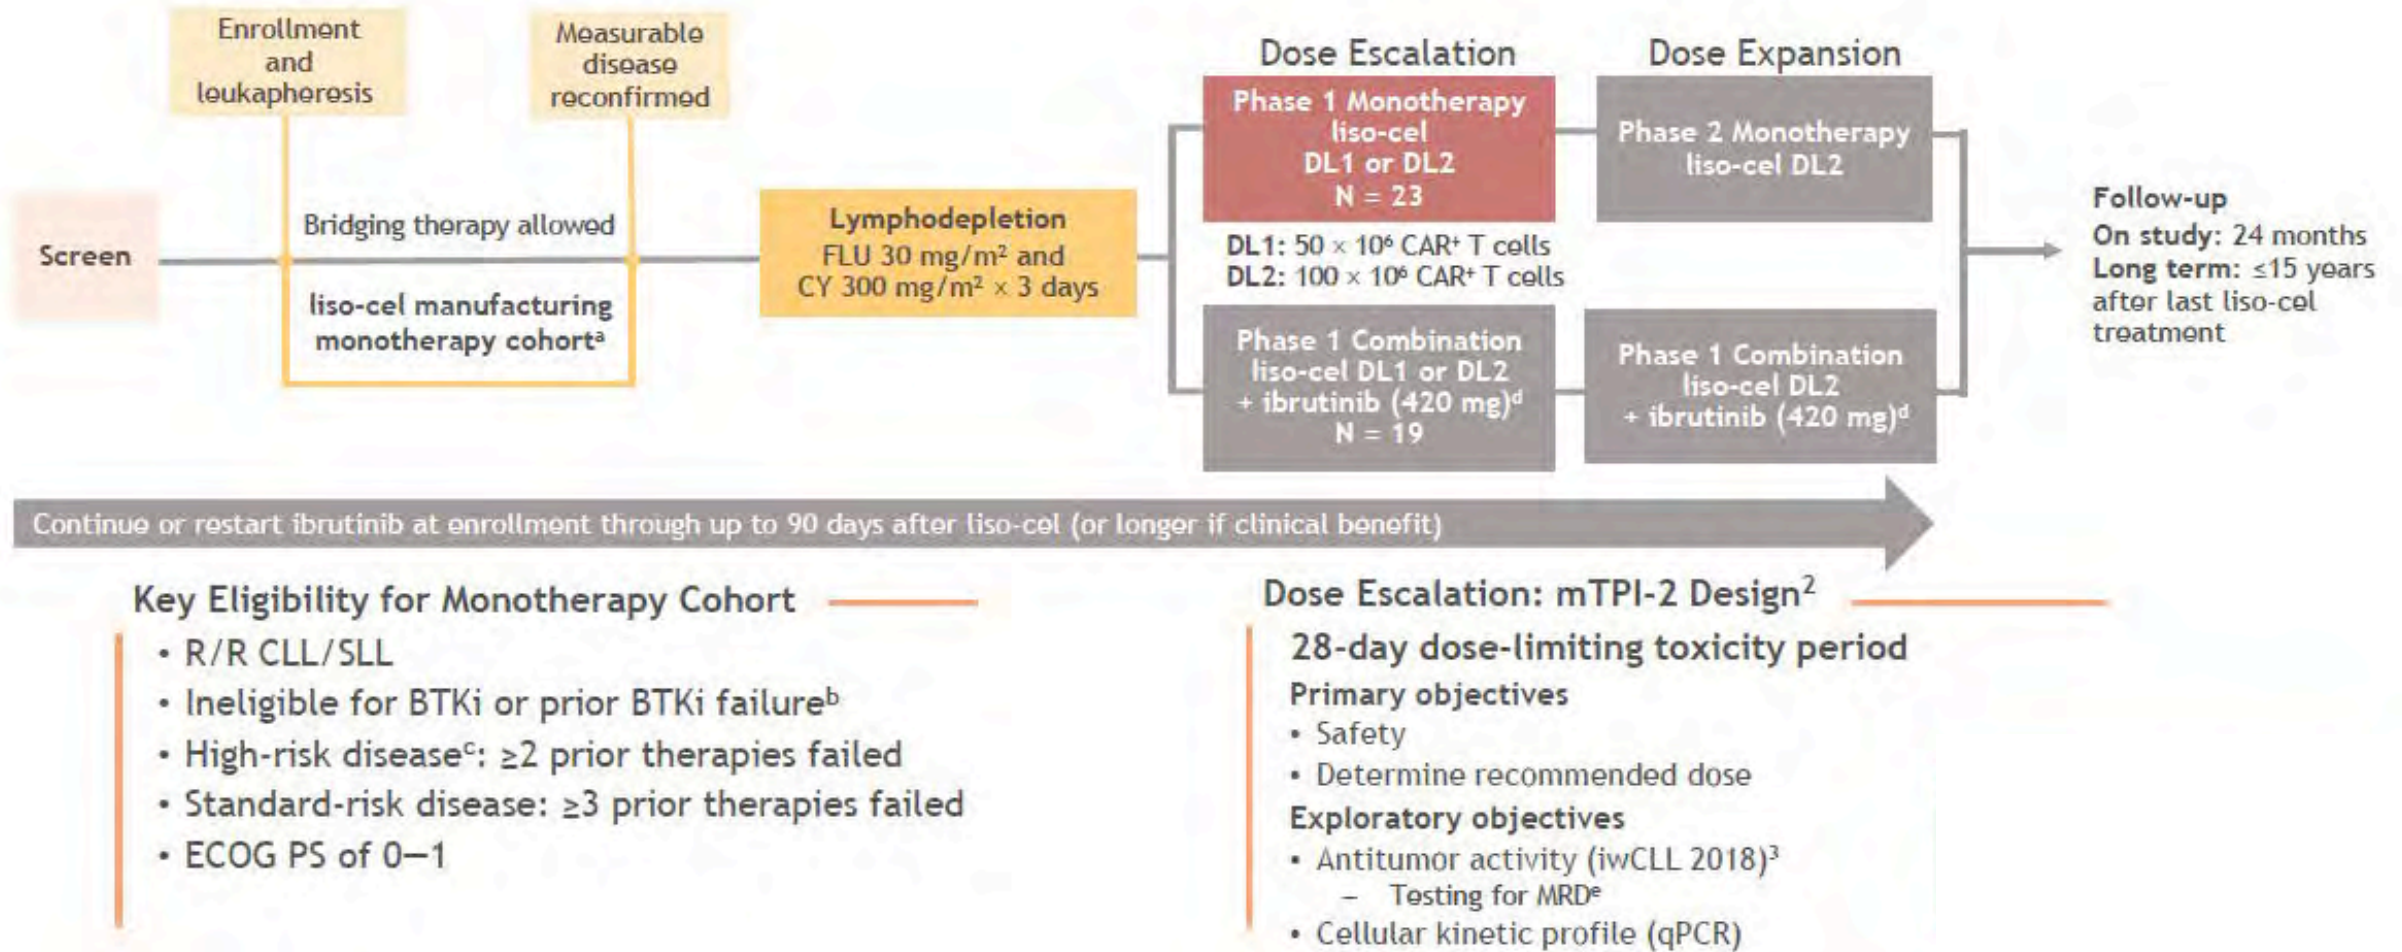 Enrollment
and
leukapheresis
Measurable
disease
reconfirmed
Screen
Bridging therapy allowed
liso-cel manufacturing
monotherapy cohortᵃ
Lymphodepletion
FLU 30 mg/m² and
CY 300 mg/m² × 3 days
Dose Escalation
Phase 1 Monotherapy
liso-cel
DL1 or DL2
N = 23
DL1: 50 × 10⁶ CAR⁺ T cells
DL2: 100 × 10⁶ CAR⁺ T cells
Phase 1 Combination
liso-cel DL1 or DL2
+ ibrutinib (420 mg)ᵈ
N = 19
Dose Expansion
Phase 2 Monotherapy
liso-cel DL2
Phase 1 Combination
liso-cel DL2
+ ibrutinib (420 mg)ᵈ
Follow-up
On study: 24 months
Long term: ≤15 years
after last liso-cel
treatment
Continue or restart ibrutinib at enrollment through up to 90 days after liso-cel (or longer if clinical benefit)
Key Eligibility for Monotherapy Cohort
• R/R CLL/SLL
• Ineligible for BTKi or prior BTKi failureᵇ
• High-risk diseaseᶜ: ≥2 prior therapies failed
• Standard-risk disease: ≥3 prior therapies failed
• ECOG PS of 0—1
Dose Escalation: mTPI-2 Design²
28-day dose-limiting toxicity period
Primary objectives
• Safety
• Determine recommended dose
Exploratory objectives
• Antitumor activity (iwCLL 2018)³
– Testing for MRDᵉ
• Cellular kinetic profile (qPCR)